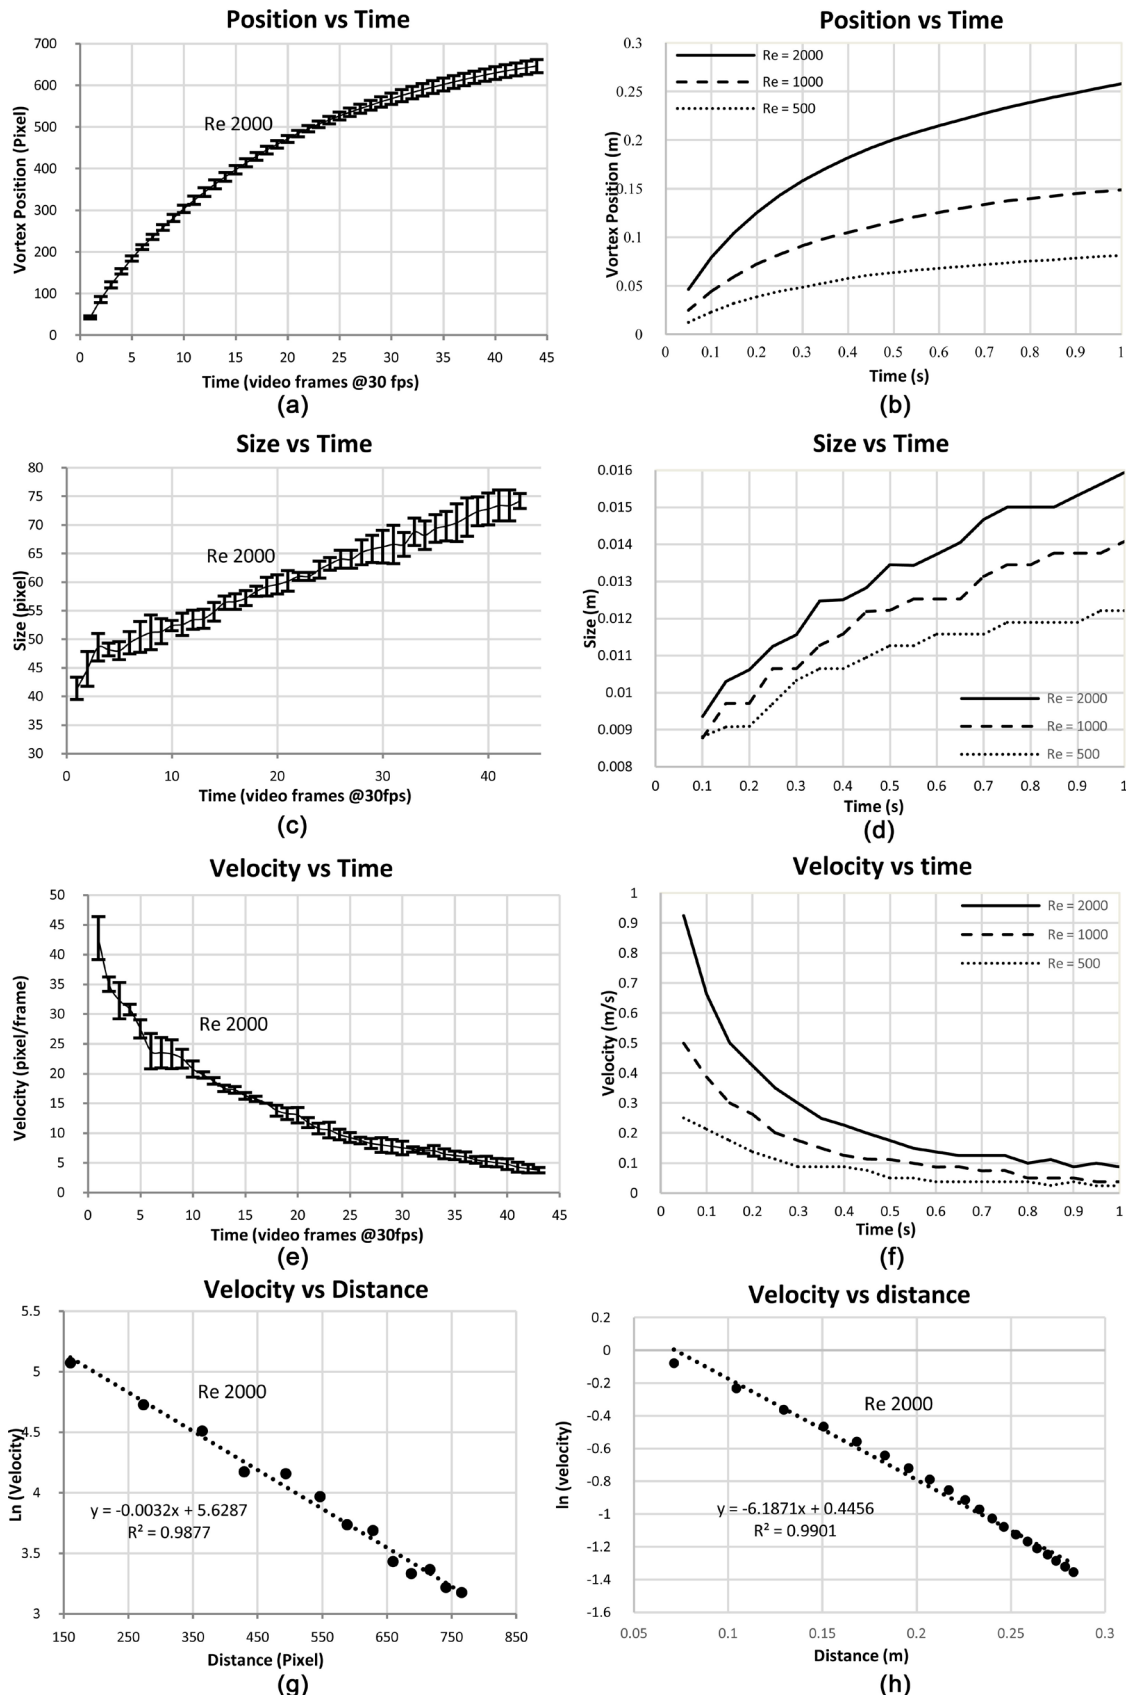 Position vs Time
700
600
500
400
300
200
100
0
Vortex Position (Pixel)
Re 2000
0 5 10 15 20 25 30 35 40 45
Time (video frames @30 fps)
(a)
Position vs Time
0.3
0.25
0.2
0.15
0.1
0.05
0
Vortex Position (m)
Re = 2000
Re = 1000
Re = 500
0 0.1 0.2 0.3 0.4 0.5 0.6 0.7 0.8 0.9 1
Time (s)
(b)
Size vs Time
80
75
70
65
60
55
50
45
40
35
30
Size (pixel)
Re 2000
0 10 20 30 40
Time (video frames @30fps)
(c)
Size vs Time
0.016
0.015
0.014
0.013
0.012
0.011
0.01
0.009
0.008
Size (m)
Re = 2000
Re = 1000
Re = 500
0 0.1 0.2 0.3 0.4 0.5 0.6 0.7 0.8 0.9 1
Time (s)
(d)
Velocity vs Time
50
45
40
35
30
25
20
15
10
5
0
Velocity (pixel/frame)
Re 2000
0 5 10 15 20 25 30 35 40 45
Time (video frames @30fps)
(e)
Velocity vs time
1
0.9
0.8
0.7
0.6
0.5
0.4
0.3
0.2
0.1
0
Velocity (m/s)
Re = 2000
Re = 1000
Re = 500
0 0.1 0.2 0.3 0.4 0.5 0.6 0.7 0.8 0.9 1
Time (s)
(f)
Velocity vs Distance
5.5
5
4.5
4
3.5
3
Ln (Velocity)
Re 2000
y = -0.0032x + 5.6287
R² = 0.9877
150 250 350 450 550 650 750 850
Distance (Pixel)
(g)
Velocity vs distance
0.2
0
-0.2
-0.4
-0.6
-0.8
-1
-1.2
-1.4
-1.6
ln (velocity)
Re 2000
y = -6.1871x + 0.4456
R² = 0.9901
0.05 0.1 0.15 0.2 0.25 0.3
Distance (m)
(h)